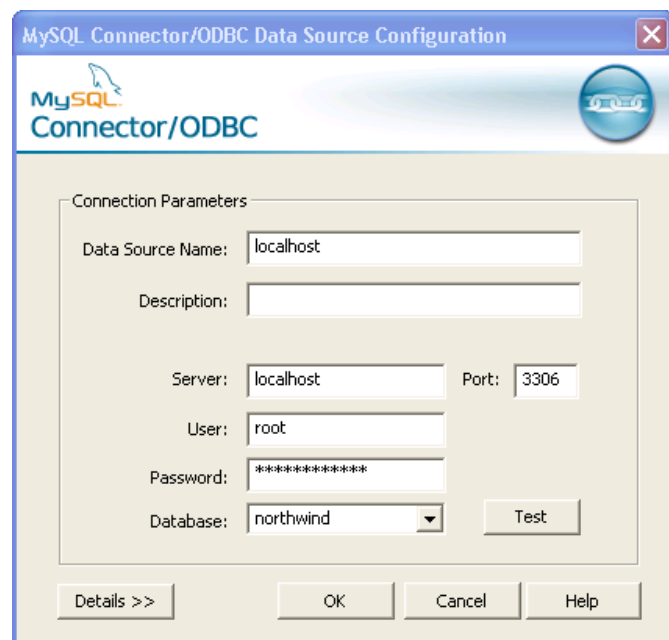 MySQL Connector/ODBC Data Source Configuration
MySQL
Connector/ODBC
Connection Parameters
Data Source Name: localhost
Description:
Server: localhost Port: 3306
User: root
Password: ************
Database: northwind Test
Details >> OK Cancel Help